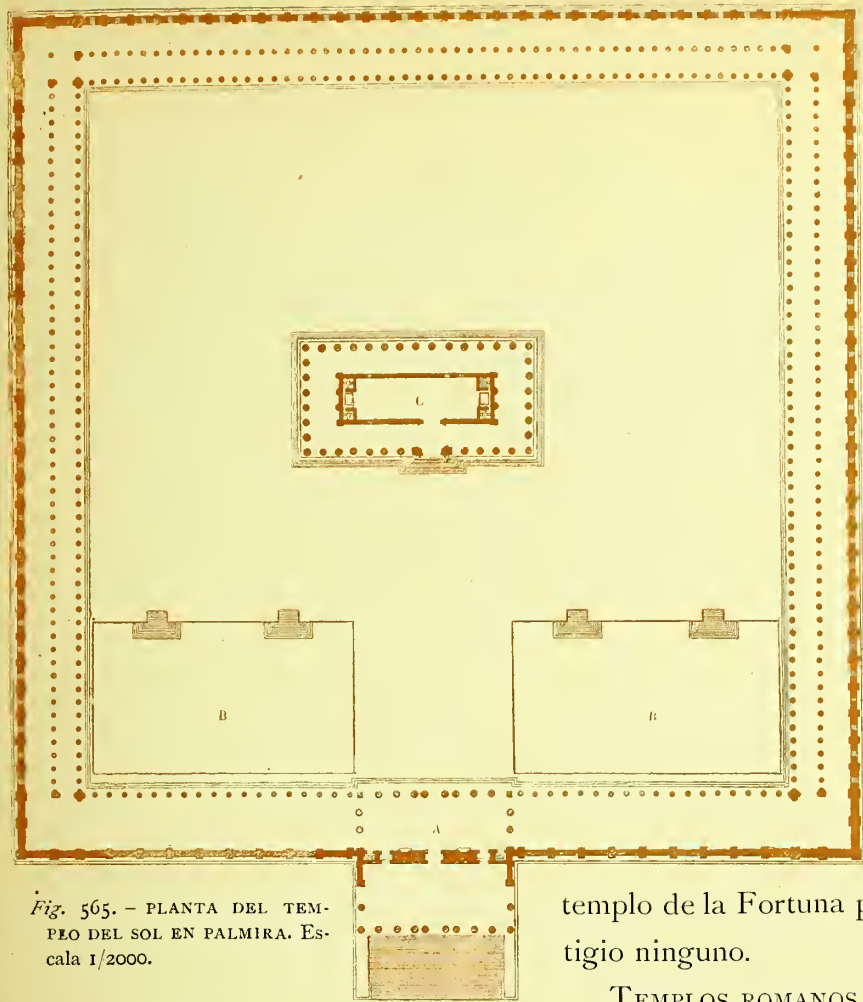 C
B
B
A
Fig. 565. – PLANTA DEL TEM-
PLO DEL SOL EN PALMIRA. Es-
cala 1/2000.
templo de la Fortuna p
tigio ninguno.
TEMPLOS ROMANOS